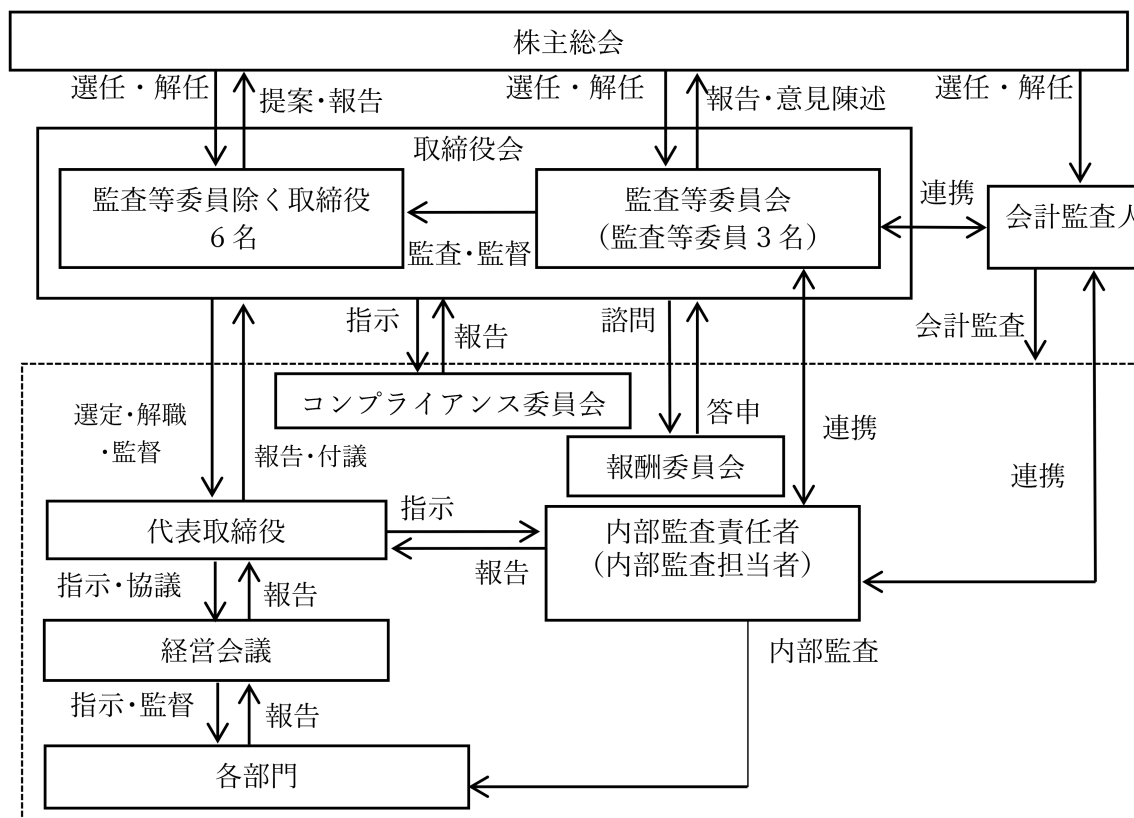 株主総会
選任・解任
提案・報告
選任・解任
報告・意見陳述
選任・解任
取締役会
監査等委員除く取締役
６名
監査等委員会
（監査等委員３名）
監査・監督
連携
会計監査人
指示
報告
諮問
会計監査
コンプライアンス委員会
選定・解職
・監督
報告・付議
答申
連携
報酬委員会
連携
代表取締役
指示
報告
内部監査責任者
（内部監査担当者）
指示・協議
報告
経営会議
内部監査
指示・監督
報告
各部門